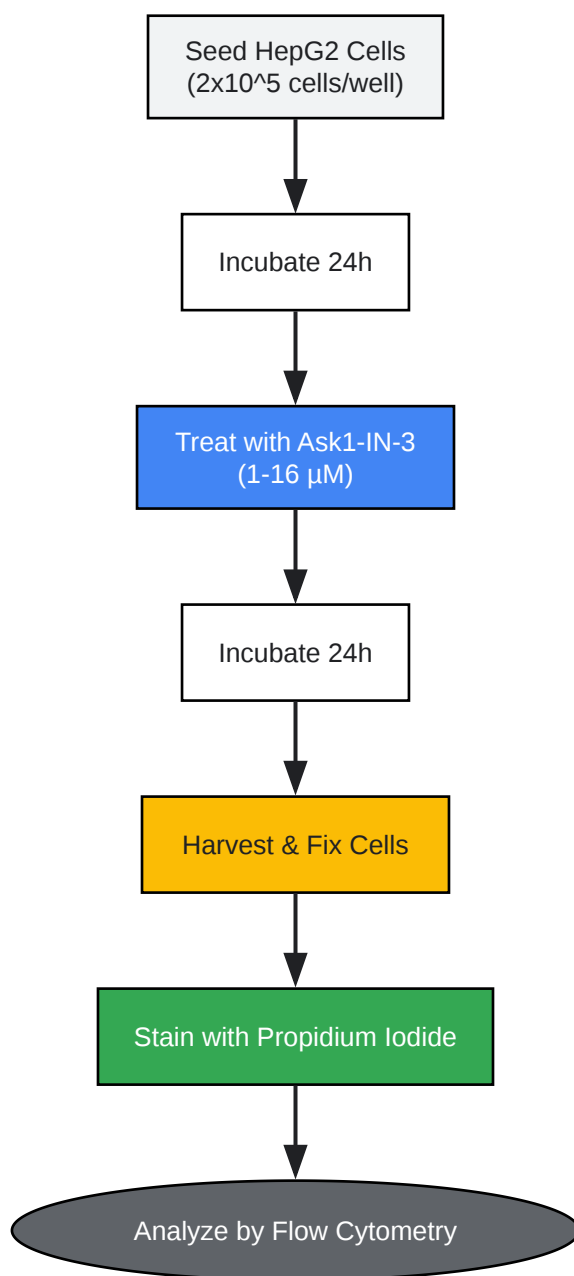 Seed HepG2 Cells
(2x10^5 cells/well)
Incubate 24h
Treat with Ask1-IN-3
(1-16 µM)
Incubate 24h
Harvest & Fix Cells
Stain with Propidium Iodide
Analyze by Flow Cytometry